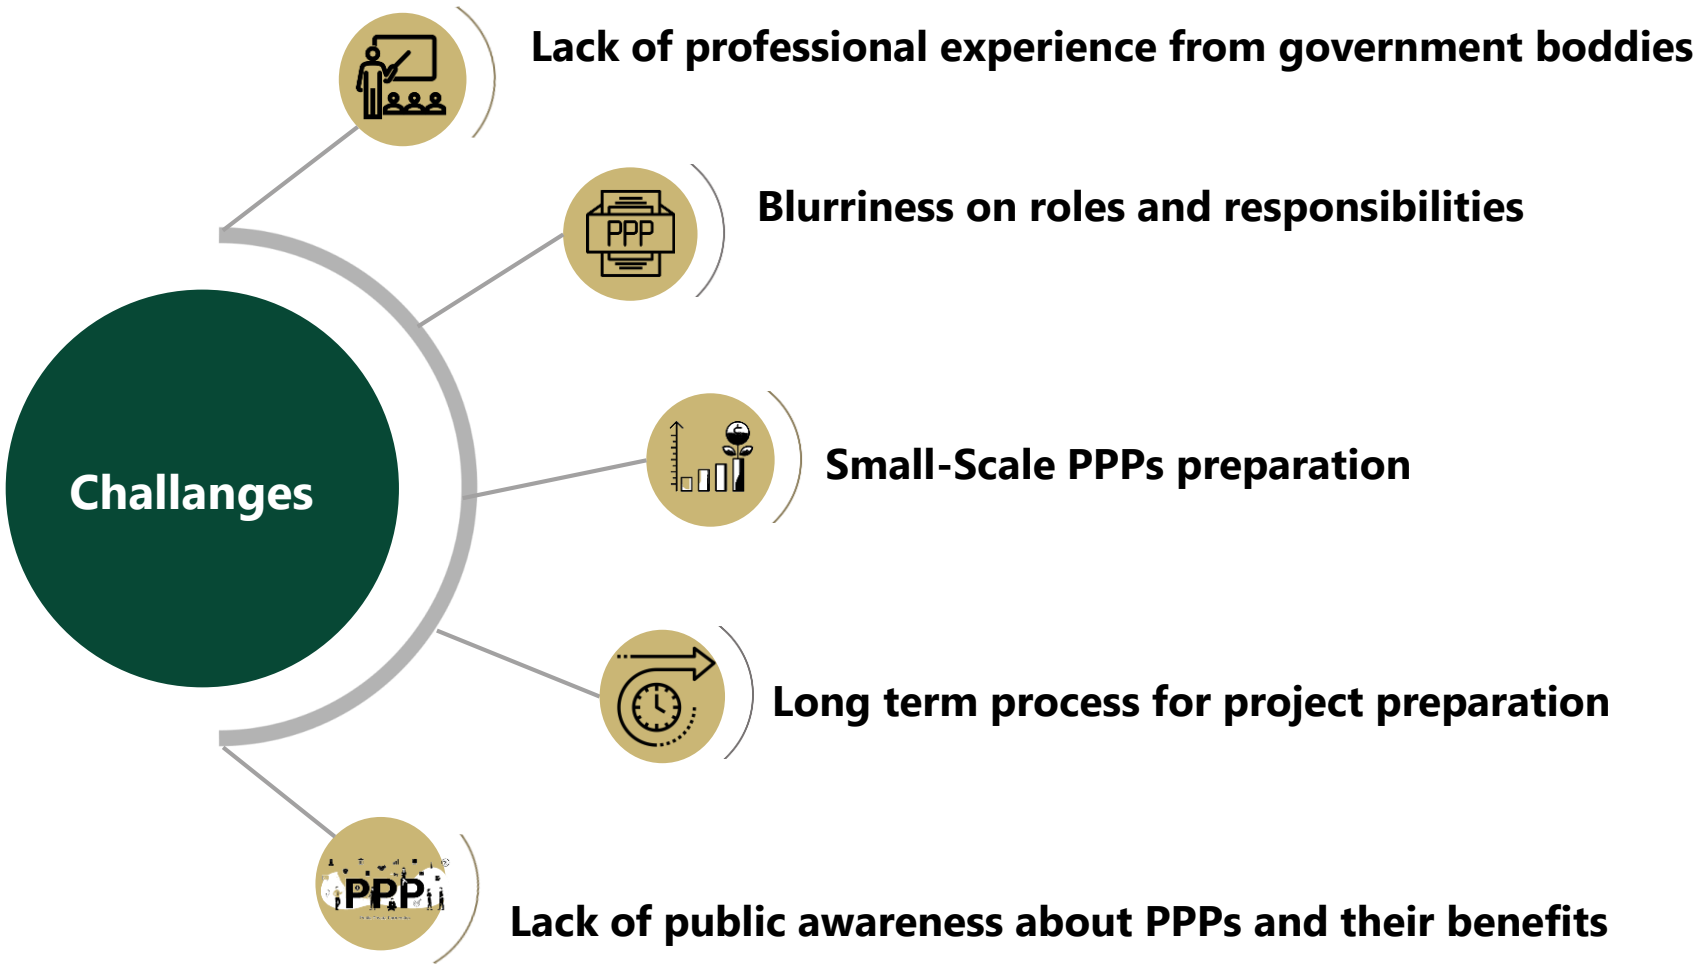 Lack of professional experience from government boddies
PPP
Blurriness on roles and responsibilities
Small-Scale PPPs preparation
Challanges
Long term process for project preparation
PPP
Lack of public awareness about PPPs and their benefits